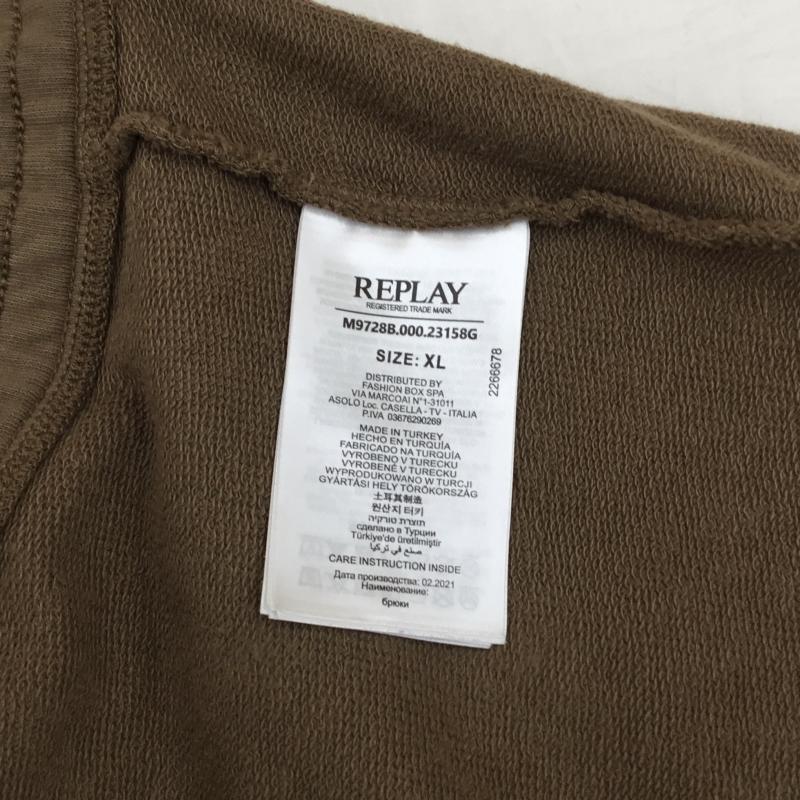 REPLAY
REGISTERED TRADE MARK
M9728B.000.23158G
SIZE: XL
2266678
DISTRIBUTED BY
FASHION BOX SPA
VIA MARCOAI N°1-31011
ASOLO Loc. CASELLA - TV - ITALIA
P.IVA 03676290269
MADE IN TURKEY
HECHO EN TURQUÍA
FABRICADO NA TURQUÍA
VYROBENO V TURECKU
VYROBENÉ V TURECKU
WYPRODUKOWANO W TURCJI
GYÁRTÁSI HELY TÖRÖKORSZÁG
土耳其制造
원산지 터키
תוצרת טורקיה
сделано в Турции
Türkiye'de üretilmiştir
صنع في تركيا
CARE INSTRUCTION INSIDE
Дата производства: 02.2021
Наименование:
брюки